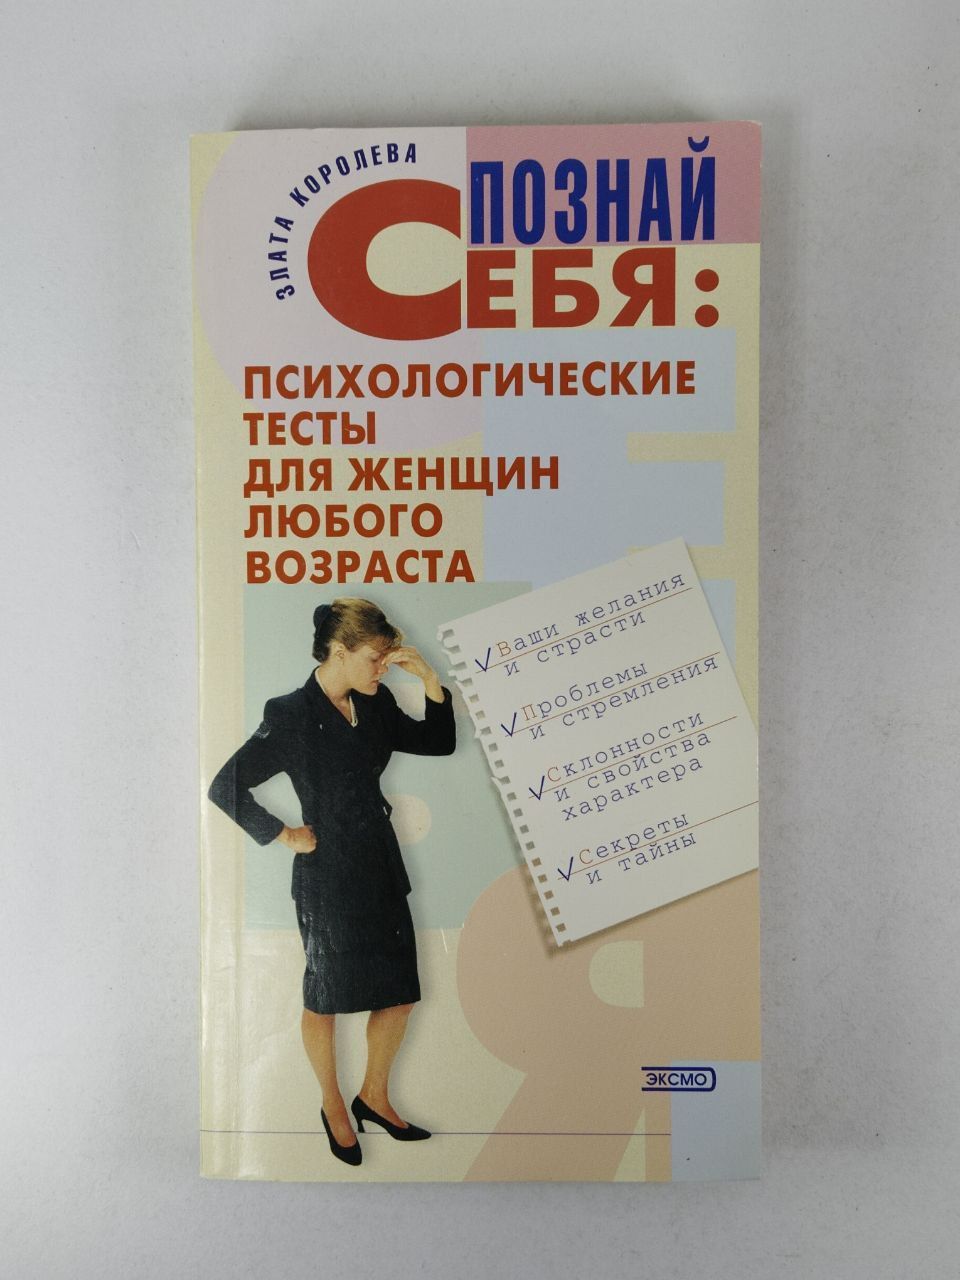 ЗЛАТА КОРОЛЕВА
ПОЗНАЙ
СЕБЯ:
ПСИХОЛОГИЧЕСКИЕ
ТЕСТЫ
ДЛЯ ЖЕНЩИН
ЛЮБОГО
ВОЗРАСТА
Ваши желания
и страсти
Проблемы
и стремления
Склонности
и свойства
характера
Секреты
и тайны
ЭКСМО